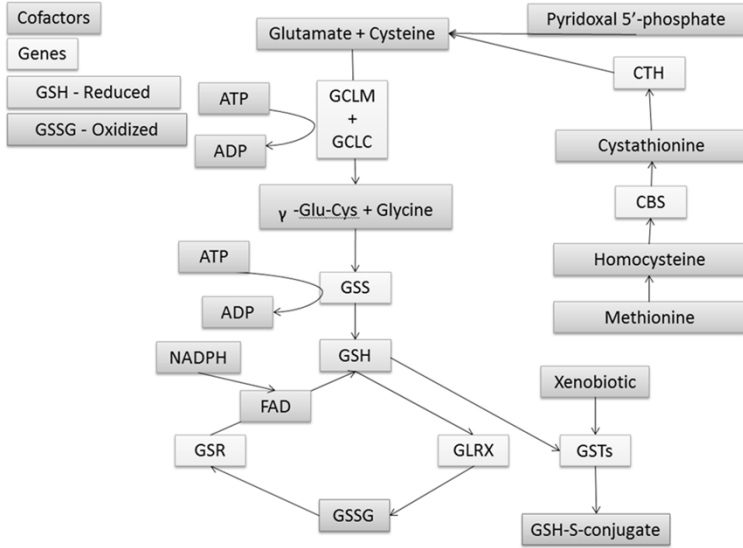 Cofactors
Genes
GSH - Reduced
GSSG - Oxidized
Glutamate + Cysteine
Pyridoxal 5’-phosphate
ATP
ADP
GCLM
+
GCLC
CTH
Cystathionine
CBS
Homocysteine
Methionine
γ -Glu-Cys + Glycine
ATP
ADP
GSS
GSH
NADPH
FAD
GSR
GLRX
GSSG
Xenobiotic
GSTs
GSH-S-conjugate